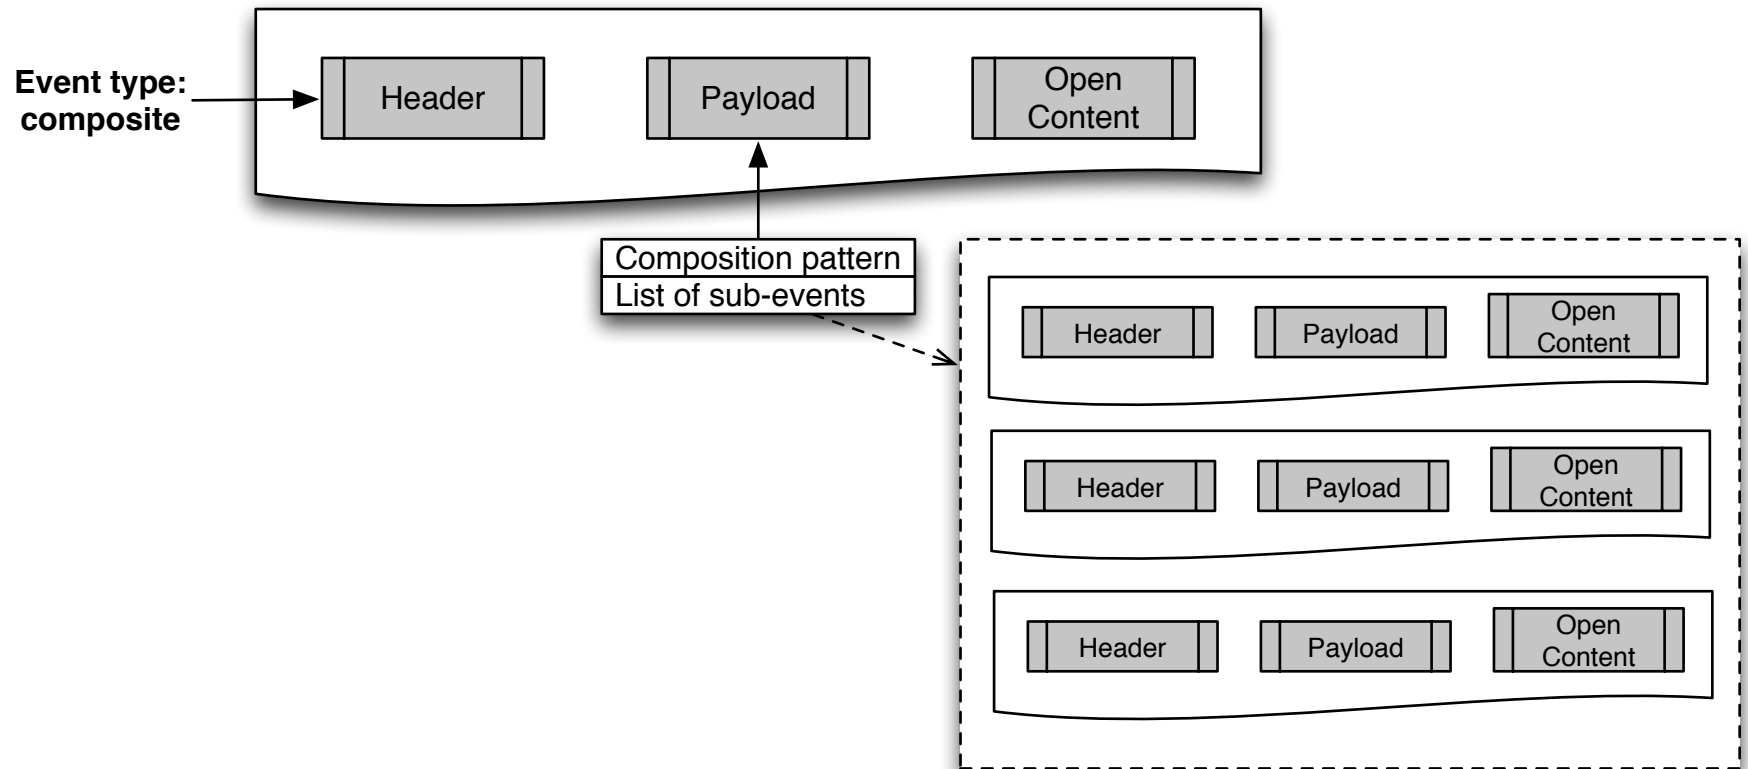 Event type:
composite
Header
Payload
Open
Content
Composition pattern
List of sub-events
Header
Payload
Open
Content
Header
Payload
Open
Content
Header
Payload
Open
Content